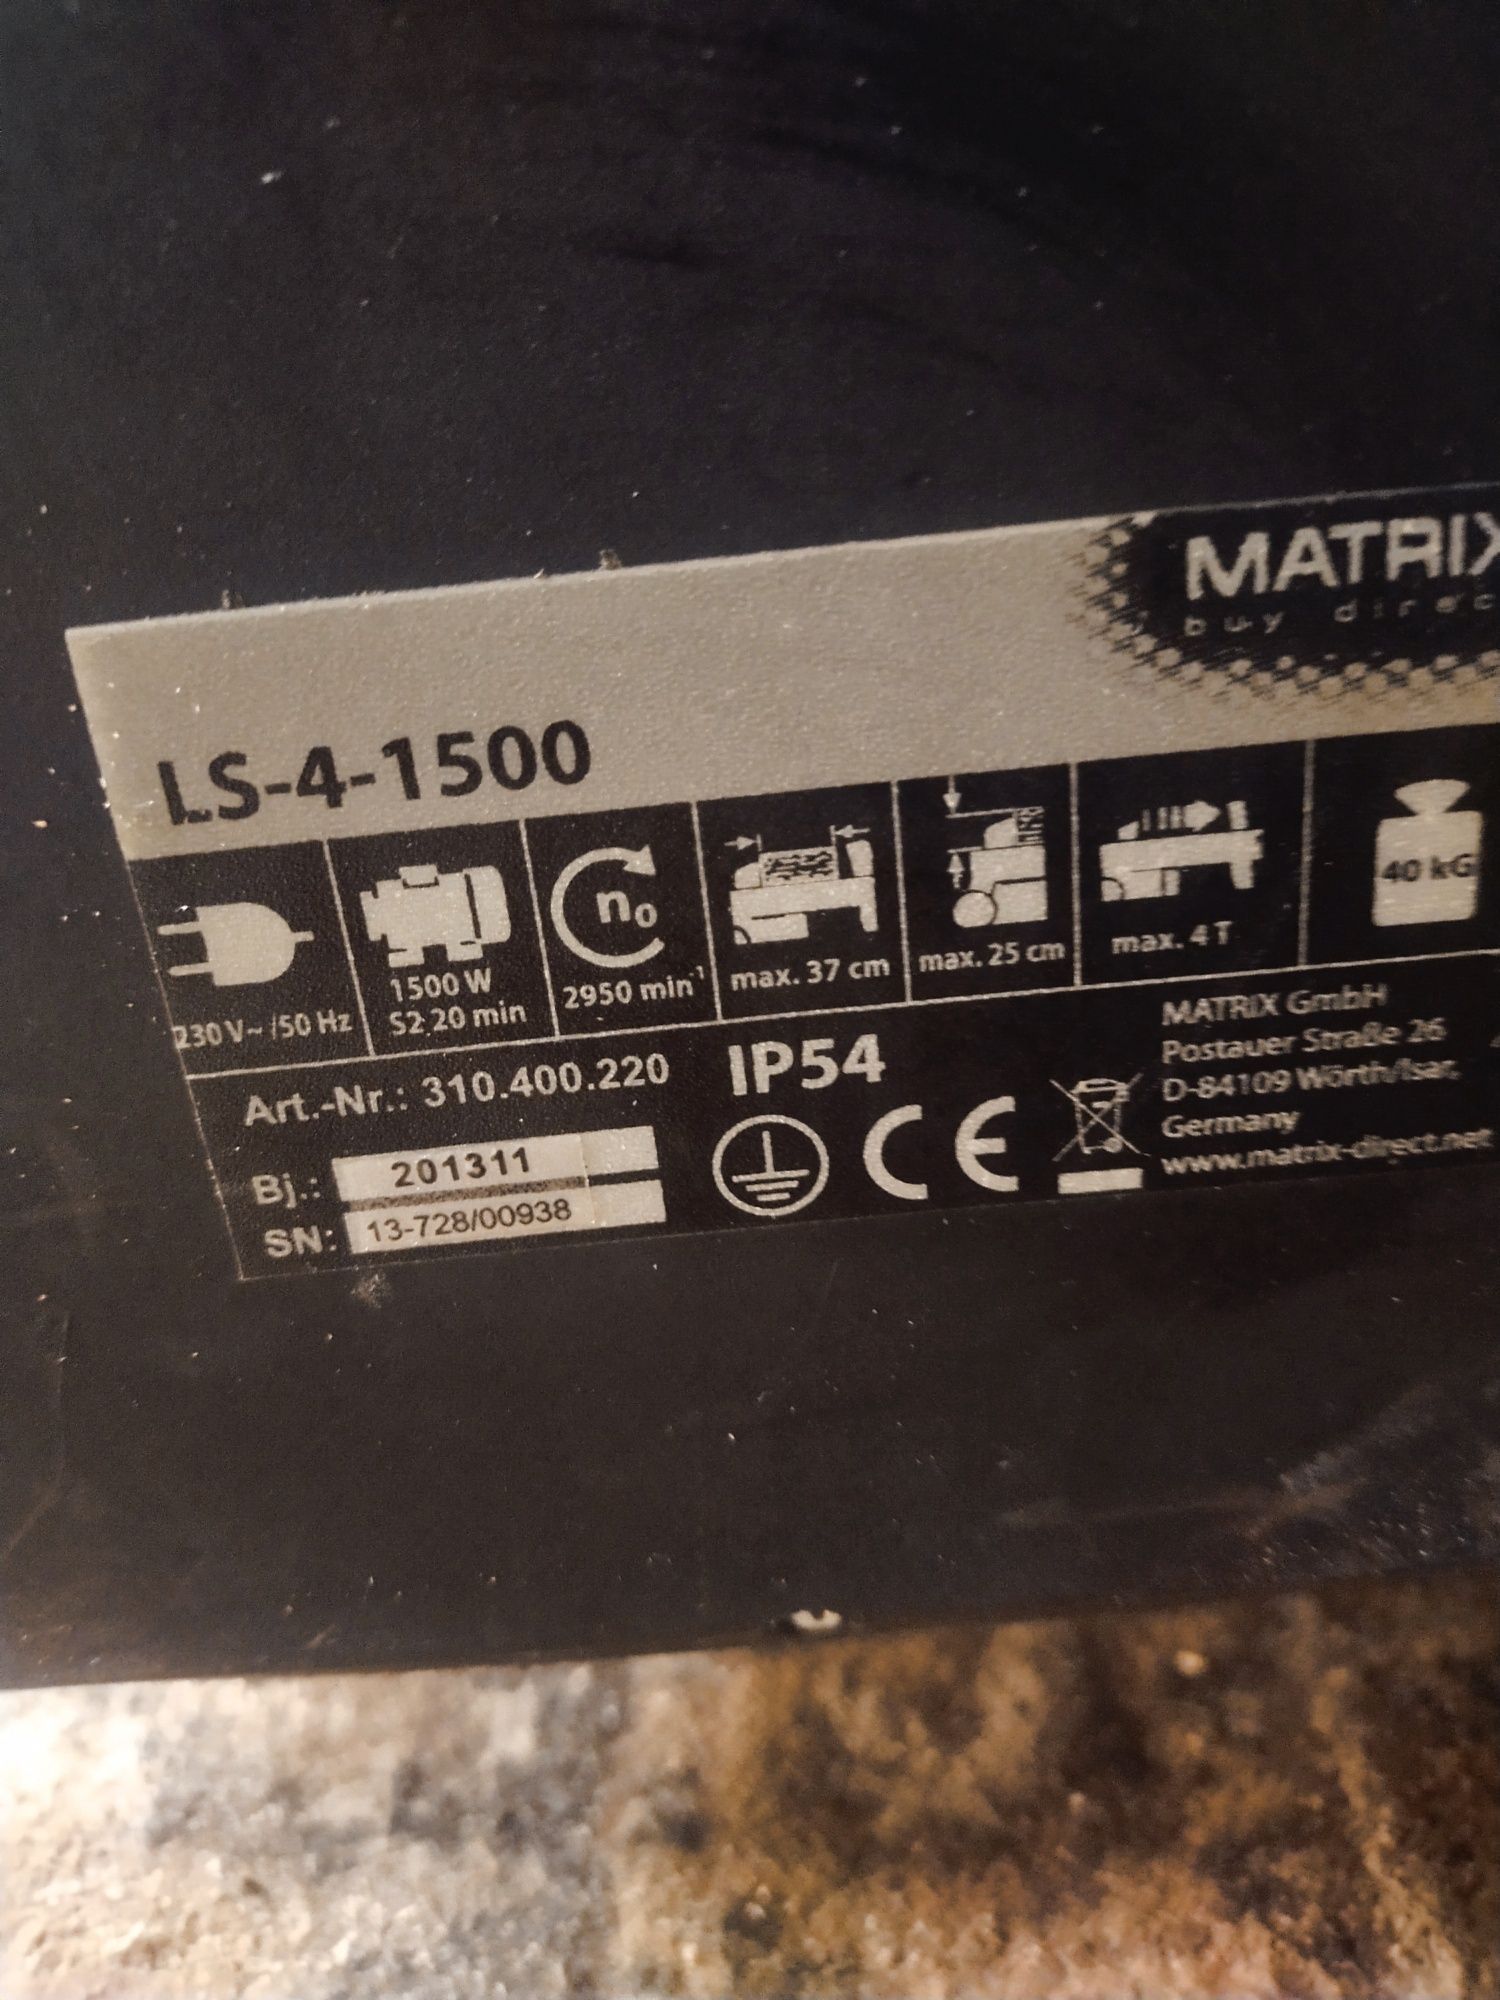 MATRIX
buy direc
LS-4-1500
230 V~ /50 Hz
1500 W
S2 20 min
n₀
2950 min⁻¹
max. 37 cm
max. 25 cm
max. 4 T
40 kG
Art.-Nr.: 310.400.220
IP54
Bj.: 201311
SN: 13-728/00938
CE
MATRIX GmbH
Postauer Straße 26
D-84109 Wörth/Isar,
Germany
www.matrix-direct.net